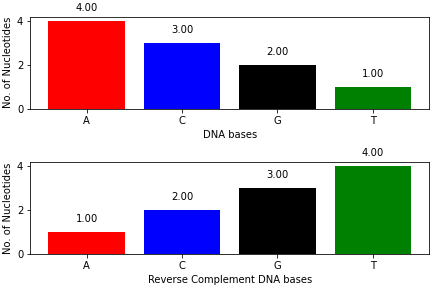 4.00
3.00
2.00
1.00
No. of Nucleotides
4
2
0
A C G T
DNA bases
4.00
3.00
2.00
1.00
No. of Nucleotides
4
2
0
A C G T
Reverse Complement DNA bases